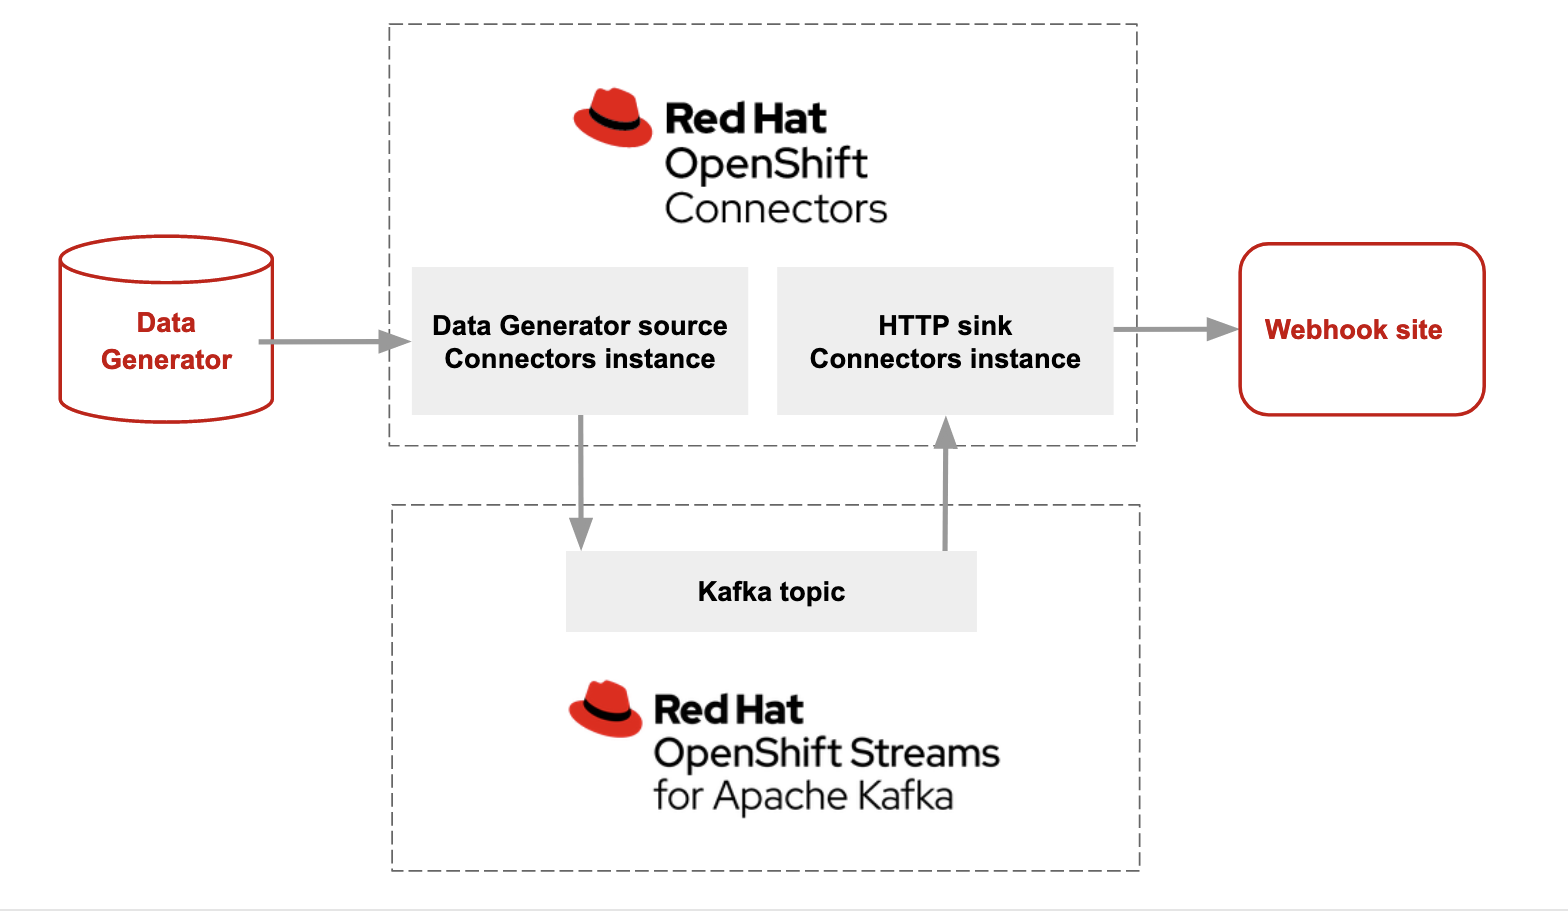 Red Hat
OpenShift
Connectors
Data
Generator
Data Generator source
Connectors instance
HTTP sink
Connectors instance
Webhook site
Kafka topic
Red Hat
OpenShift Streams
for Apache Kafka